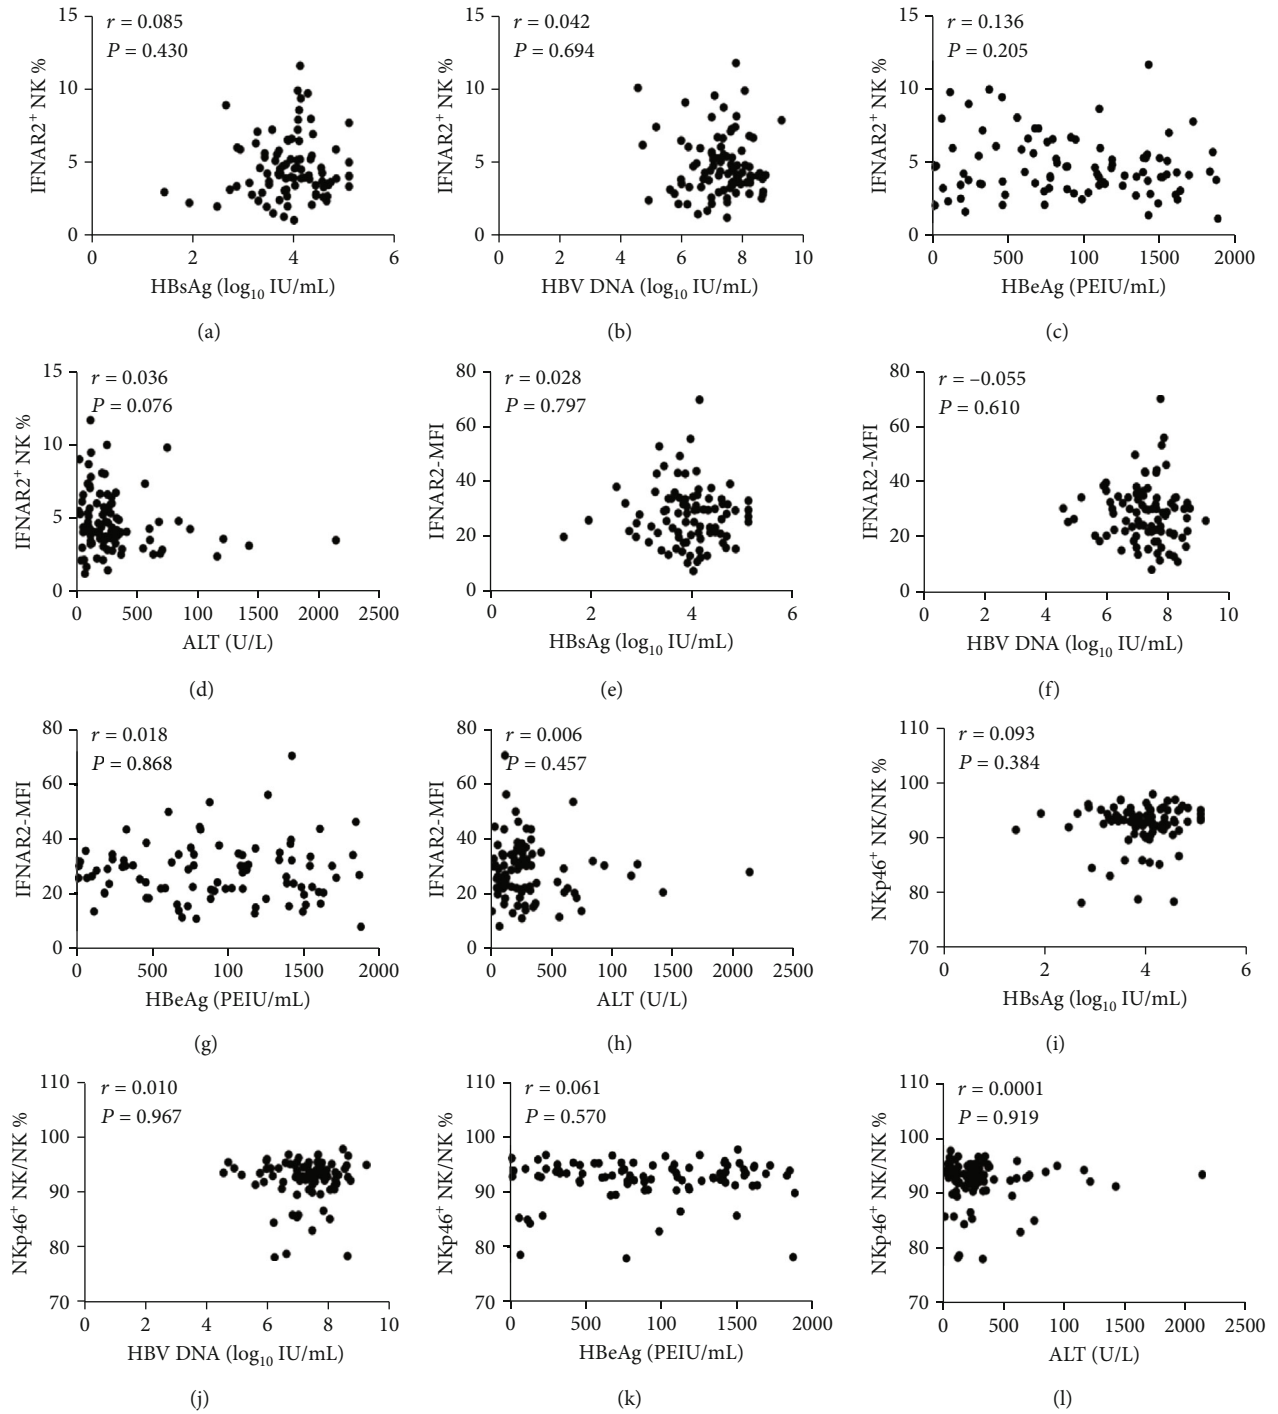 15
10
5
0
IFNAR2+ NK %
r = 0.085
P = 0.430
0 2 4 6
HBsAg (log10 IU/mL)
(a)
15
10
5
0
IFNAR2+ NK %
r = 0.042
P = 0.694
0 2 4 6 8 10
HBV DNA (log10 IU/mL)
(b)
15
10
5
0
IFNAR2+ NK %
r = 0.136
P = 0.205
0 500 100 1500 2000
HBeAg (PEIU/mL)
(c)
15
10
5
0
IFNAR2+ NK %
r = 0.036
P = 0.076
0 500 100 1500 2000 2500
ALT (U/L)
(d)
80
60
40
20
0
IFNAR2-MFI
r = 0.028
P = 0.797
0 2 4 6
HBsAg (log10 IU/mL)
(e)
80
60
40
20
0
IFNAR2-MFI
r = –0.055
P = 0.610
0 2 4 6 8 10
HBV DNA (log10 IU/mL)
(f)
80
60
40
20
0
IFNAR2-MFI
r = 0.018
P = 0.868
0 500 100 1500 2000
HBeAg (PEIU/mL)
(g)
80
60
40
20
0
IFNAR2-MFI
r = 0.006
P = 0.457
0 500 100 1500 2000 2500
ALT (U/L)
(h)
110
100
90
80
70
NKp46+ NK/NK %
r = 0.093
P = 0.384
0 2 4 6
HBsAg (log10 IU/mL)
(i)
110
100
90
80
70
NKp46+ NK/NK %
r = 0.010
P = 0.967
0 2 4 6 8 10
HBV DNA (log10 IU/mL)
(j)
110
100
90
80
70
NKp46+ NK/NK %
r = 0.061
P = 0.570
0 500 100 1500 2000
HBeAg (PEIU/mL)
(k)
110
100
90
80
70
NKp46+ NK/NK %
r = 0.0001
P = 0.919
0 500 100 1500 2000 2500
ALT (U/L)
(l)